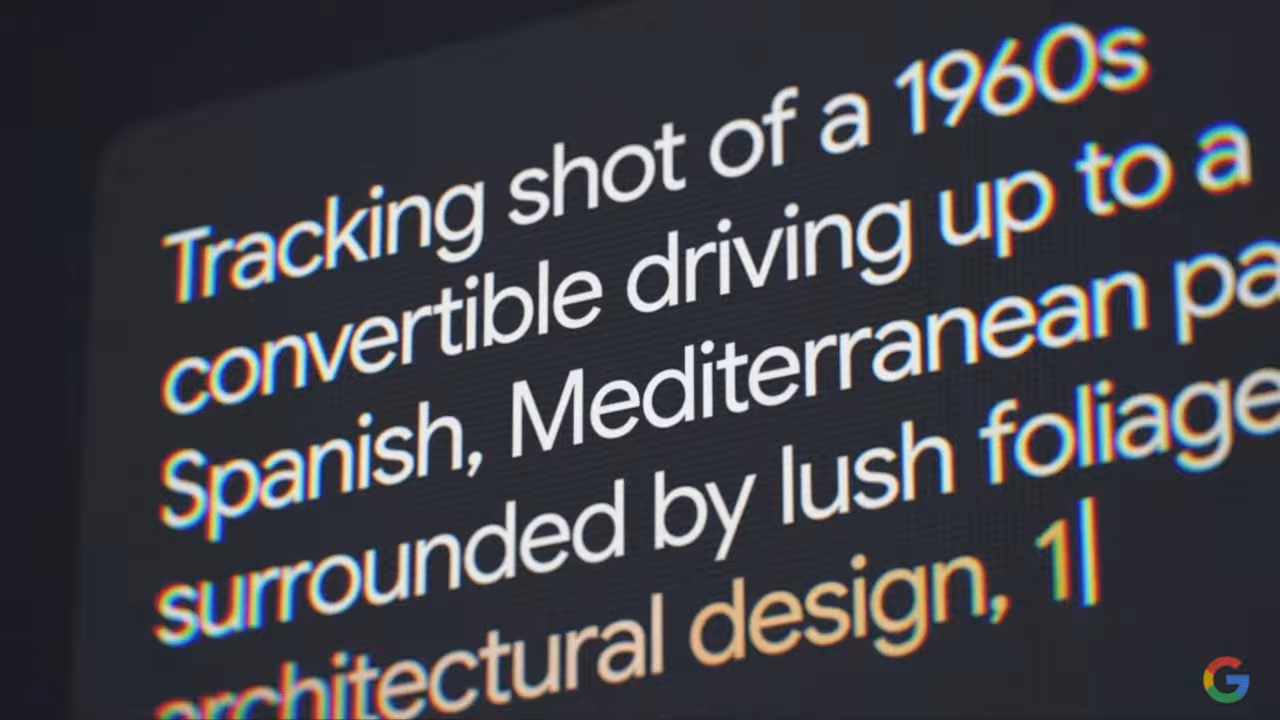 Tracking shot of a 1960s
convertible driving up to a
Spanish, Mediterranean pa
surrounded by lush foliage
architectural design, 1